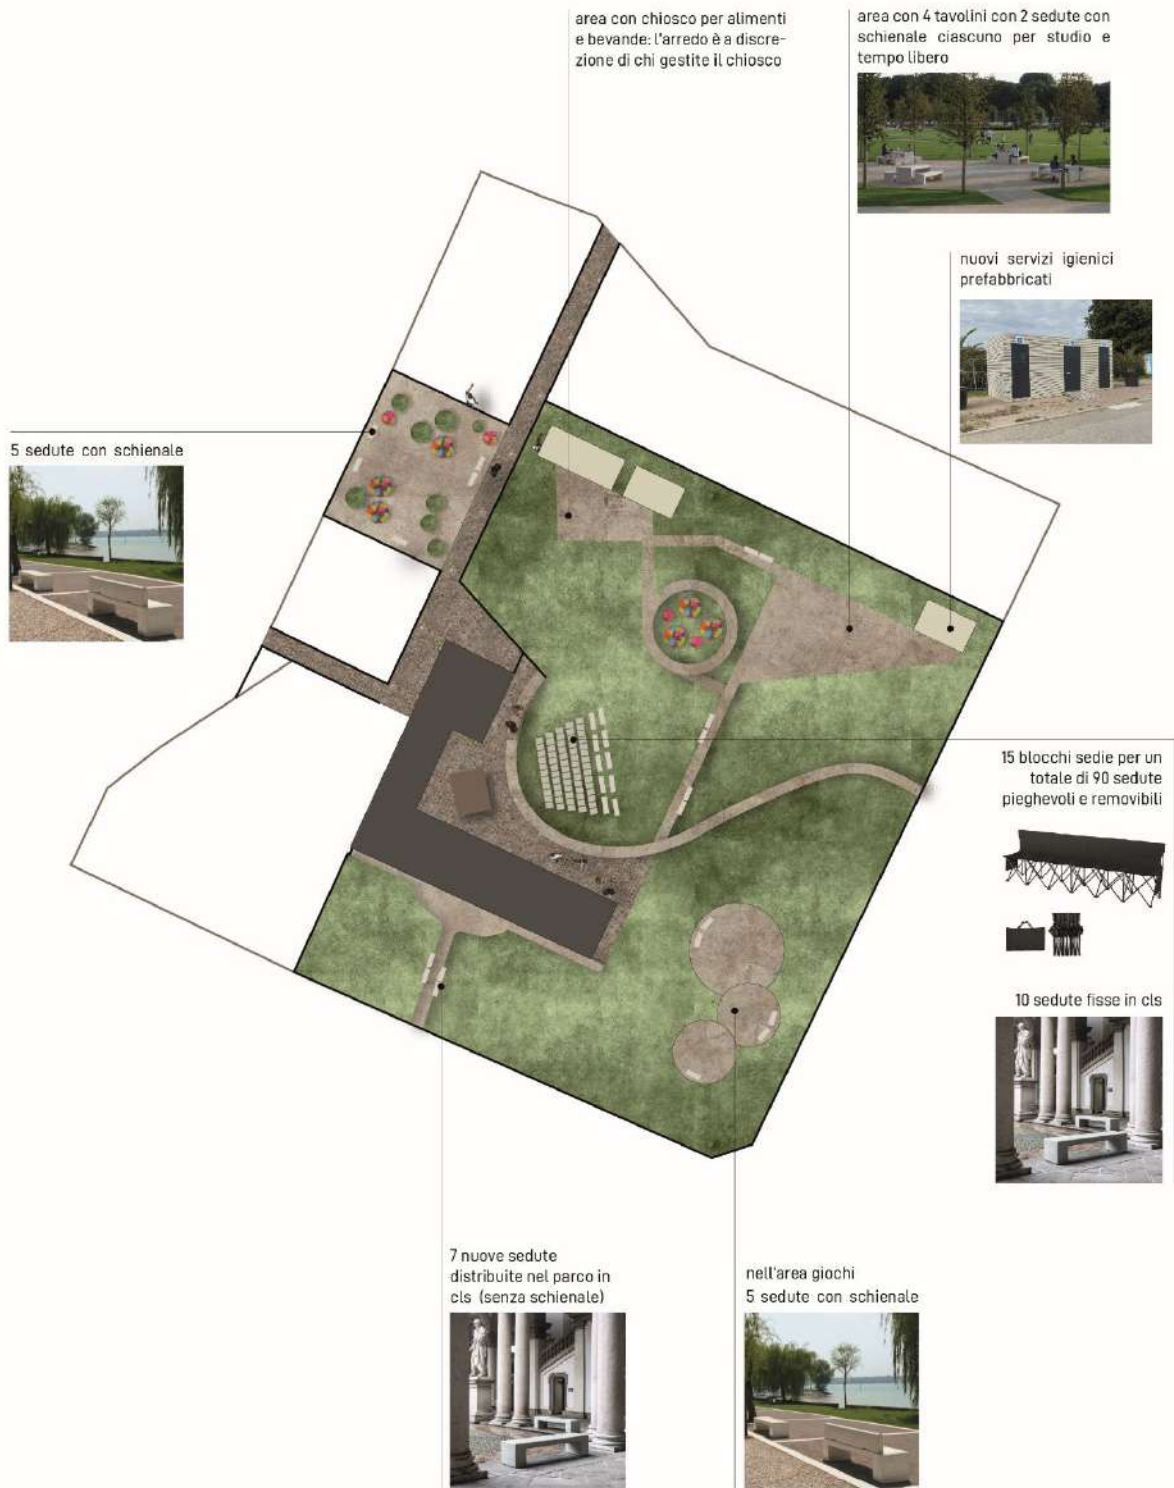 area con chiosco per alimenti
e bevande: l'arredo è a discre-
zione di chi gestite il chiosco
area con 4 tavolini con 2 sedute con
schienale ciascuno per studio e
tempo libero
nuovi servizi igienici
prefabbricati
5 sedute con schienale
15 blocchi sedie per un
totale di 90 sedute
pieghevoli e removibili
10 sedute fisse in cls
7 nuove sedute
distribuite nel parco in
cls (senza schienale)
nell'area giochi
5 sedute con schienale